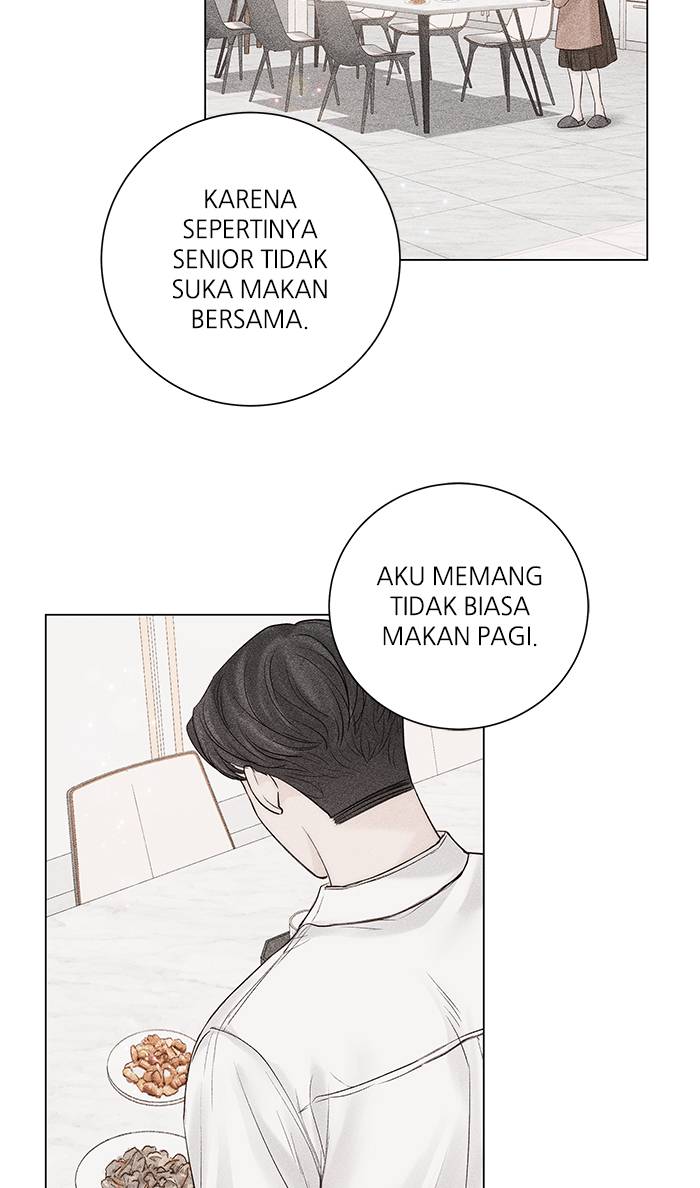 KARENA
SEPERTINYA
SENIOR TIDAK
SUKA MAKAN
BERSAMA.
AKU MEMANG
TIDAK BIASA
MAKAN PAGI.